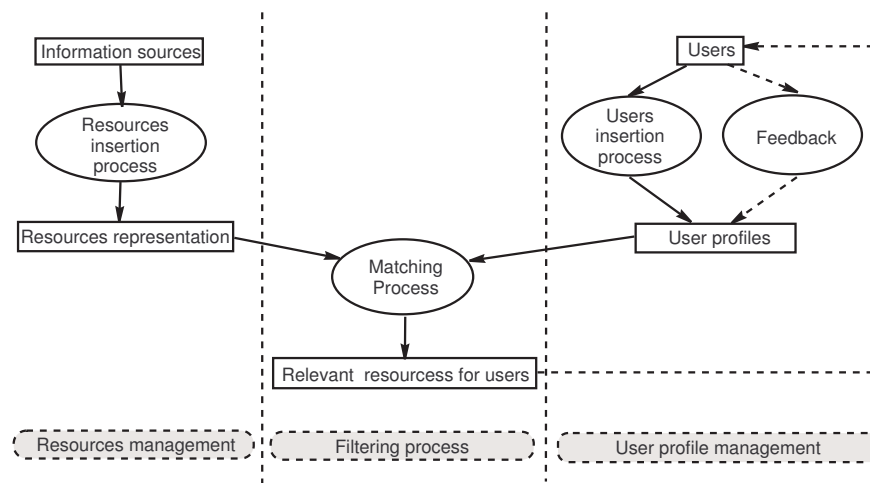 Information sources
Resources
insertion
process
Resources representation
Matching
Process
Relevant resourcess for users
Users
Users
insertion
process
Feedback
User profiles
Resources management
Filtering process
User profile management